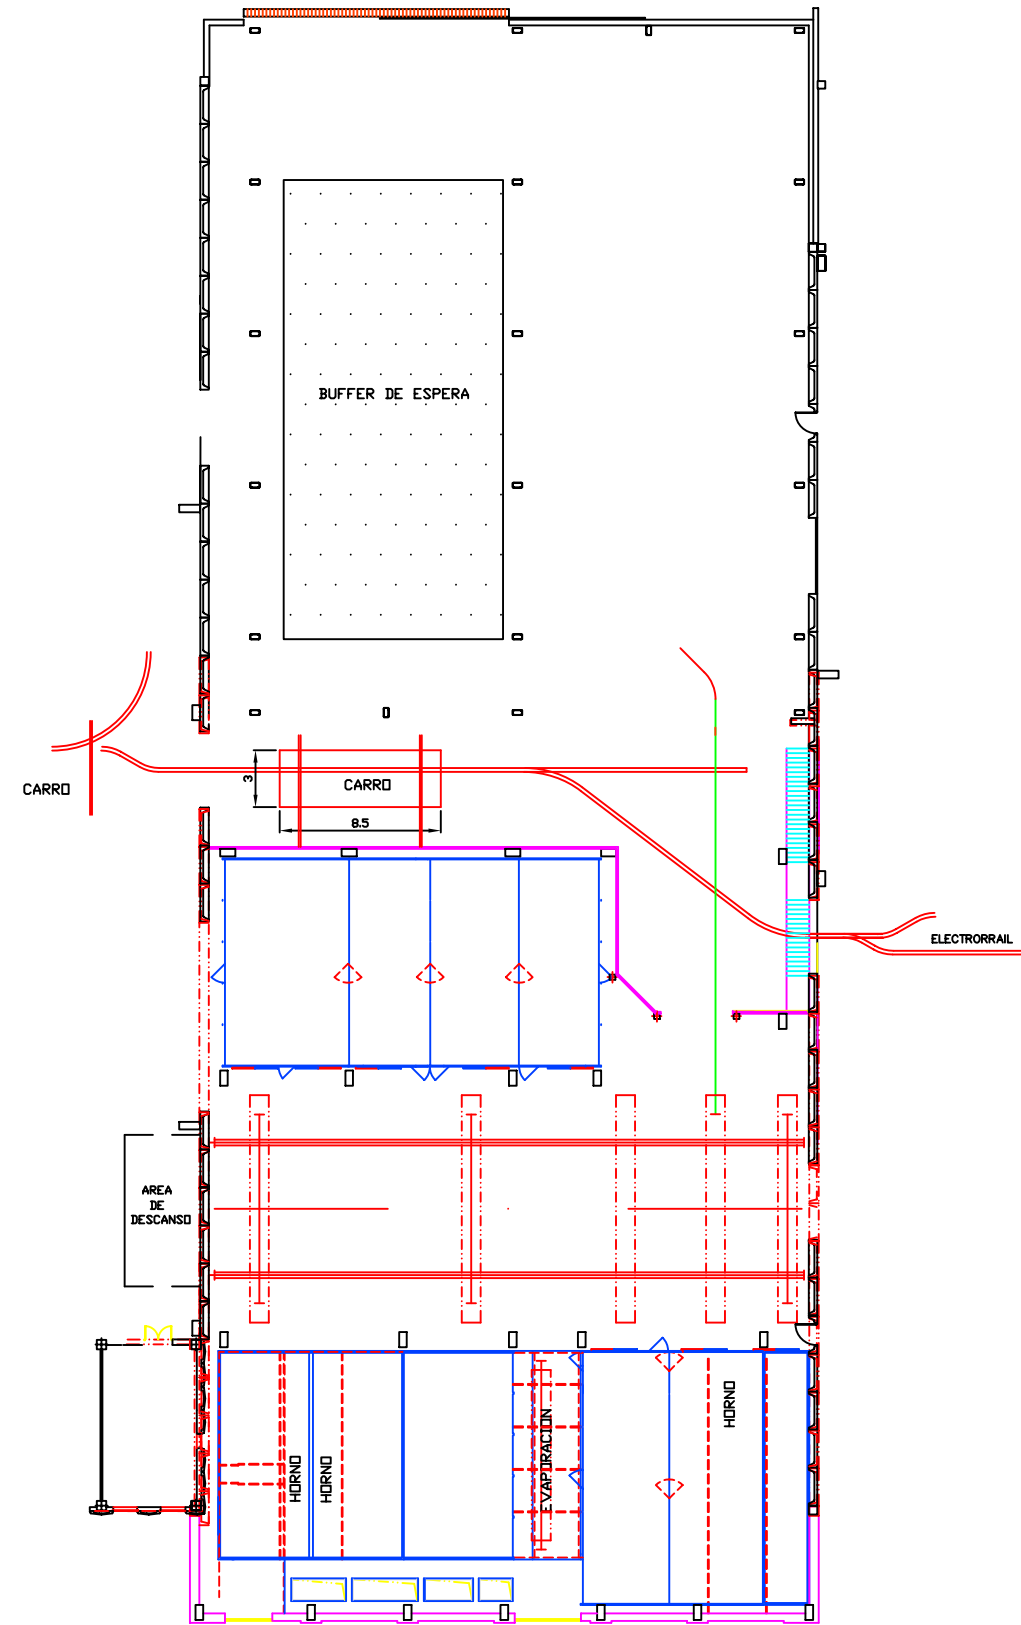 BUFFER DE ESPERA
CARRO
3
CARRO
8.5
ELECTRORRAIL
AREA
DE
DESCANSO
HORNO
HORNO
HORNO
EVAPORACION